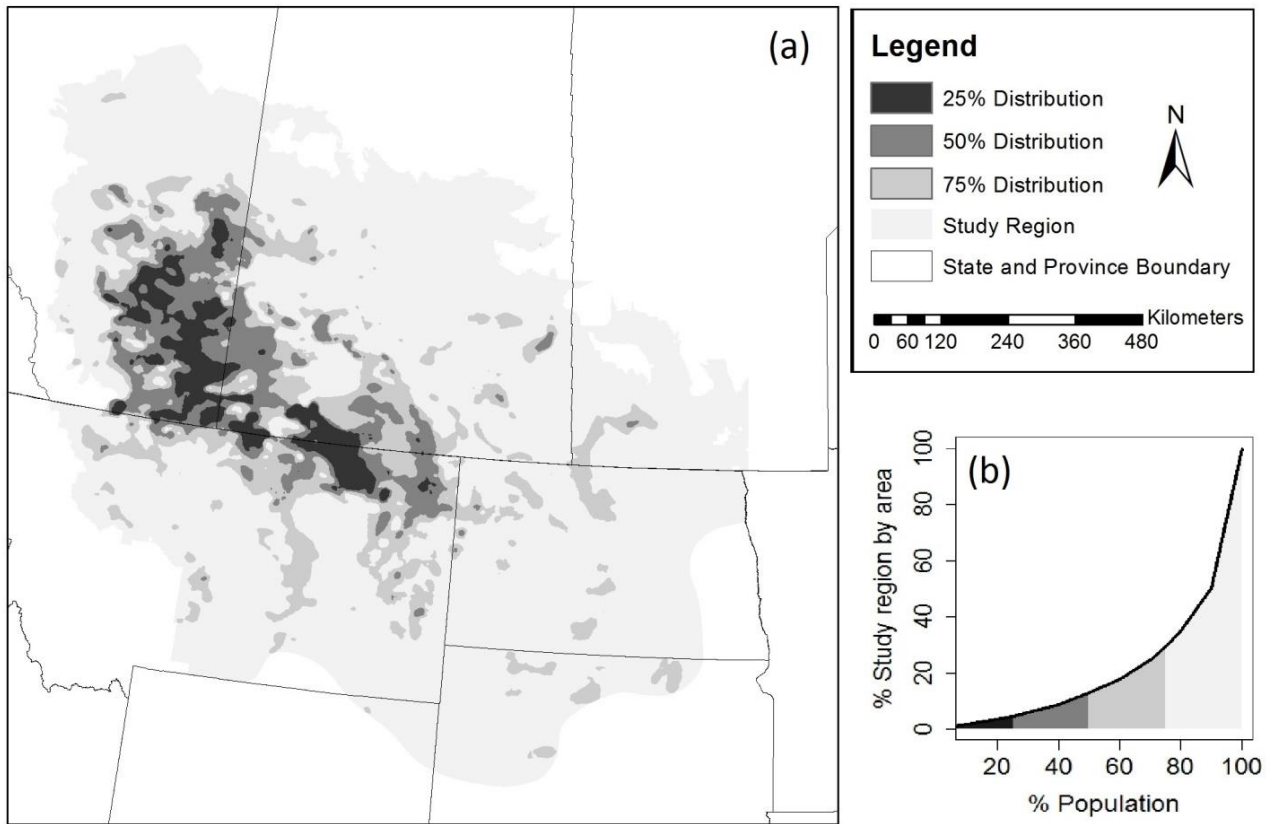 (a)
Legend
25% Distribution
50% Distribution
75% Distribution
Study Region
State and Province Boundary
N
Kilometers
0 60 120 240 360 480
(b)
% Study region by area
0 20 40 60 80 100
20 40 60 80 100
% Population